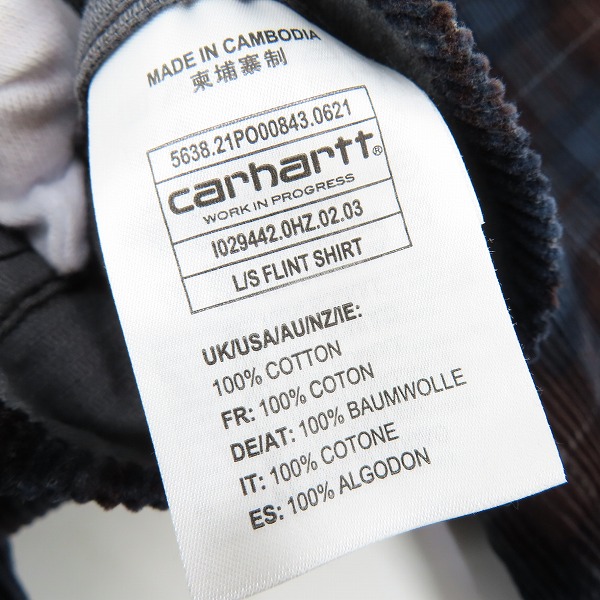 MADE IN CAMBODIA
柬埔寨制
5638.21PO00843.0621
carhartt®
WORK IN PROGRESS
I029442.0HZ.02.03
L/S FLINT SHIRT
UK/USA/AU/NZ/IE:
100% COTTON
FR: 100% COTON
DE/AT: 100% BAUMWOLLE
IT: 100% COTONE
ES: 100% ALGODON